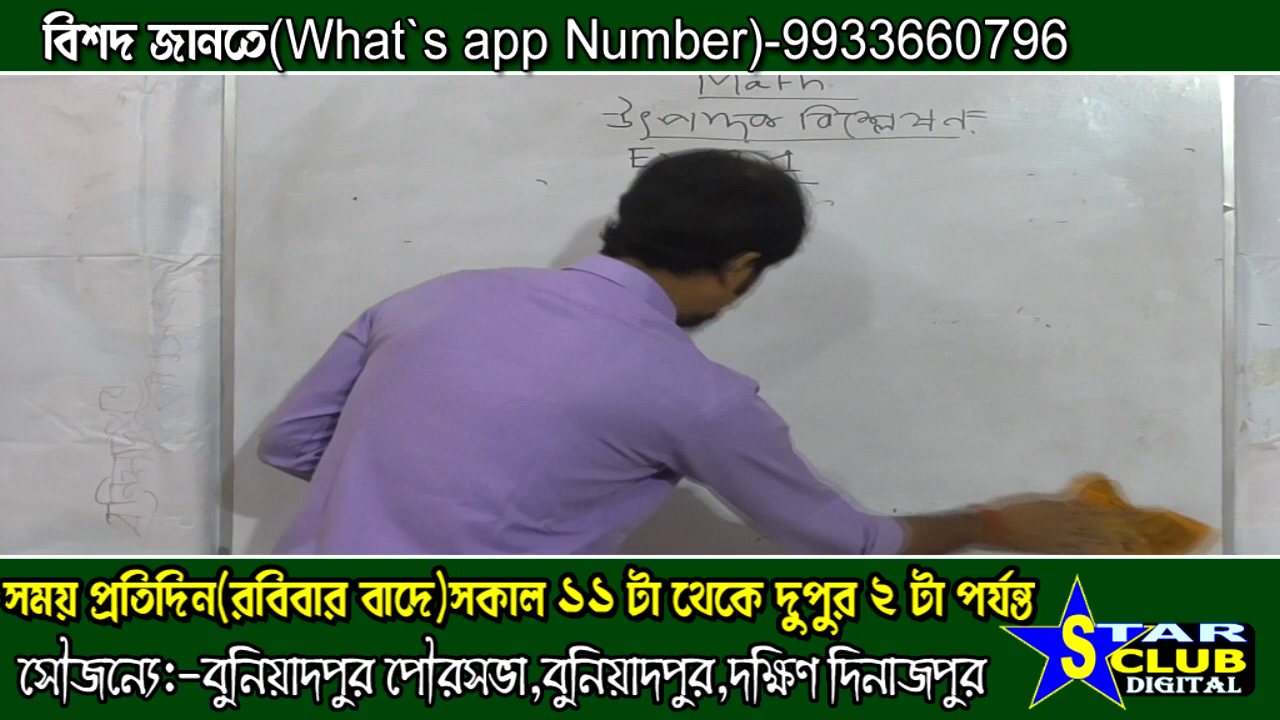 বিশদ জানতে(What`s app Number)-9933660796
Math
উৎপাদক বিশ্লেষন:-
সময় প্রতিদিন(রবিবার বাদে)সকাল ১১ টা থেকে দুপুর ২ টা পর্যন্ত
সৌজন্যে:-বুনিয়াদপুর পৌরসভা,বুনিয়াদপুর,দক্ষিণ দিনাজপুর
STAR
CLUB
DIGITAL